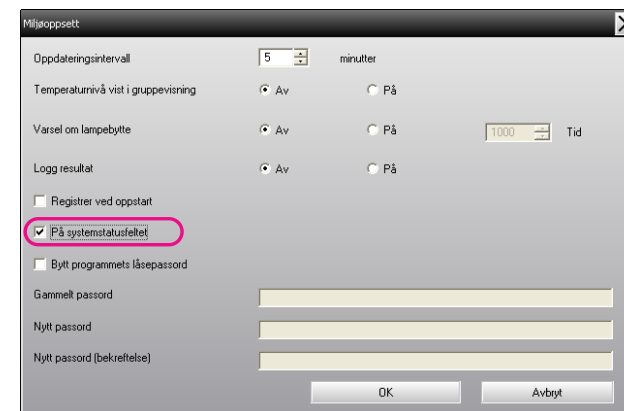 Miljøoppsett
Oppdateringsintervall 5 minutter
Temperaturnivå vist i gruppevisning Av På
Varsel om lampebytte Av På 1000 Tid
Logg resultat Av På
Registrer ved oppstart
På systemstatusfeltet
Bytt programmets låsepassord
Gammelt passord
Nytt passord
Nytt passord (bekreftelse)
OK Avbryt